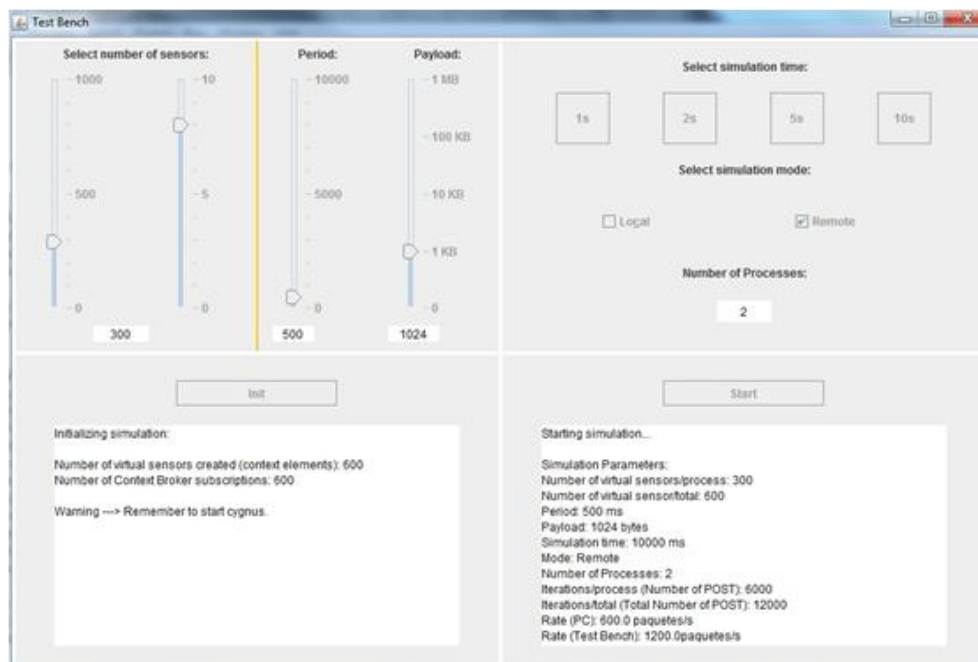 Test Bench
Select number of sensors:
Period:
Payload:
1000
10
10000
1 MB
100 KB
500
5
5000
10 KB
1 KB
0
0
0
0
300
500
1024
Select simulation time:
1s
2s
5s
10s
Select simulation mode:
Local
Remote
Number of Processes:
2
Init
Initializing simulation:
Number of virtual sensors created (context elements): 600
Number of Context Broker subscriptions: 600
Warning ---> Remember to start cygnus.
Start
Starting simulation...
Simulation Parameters:
Number of virtual sensors/process: 300
Number of virtual sensor/total: 600
Period: 500 ms
Payload: 1024 bytes
Simulation time: 10000 ms
Mode: Remote
Number of Processes: 2
Iterations/process (Number of POST): 6000
Iterations/total (Total Number of POST): 12000
Rate (PC): 600.0 paquetes/s
Rate (Test Bench): 1200.0paquetes/s